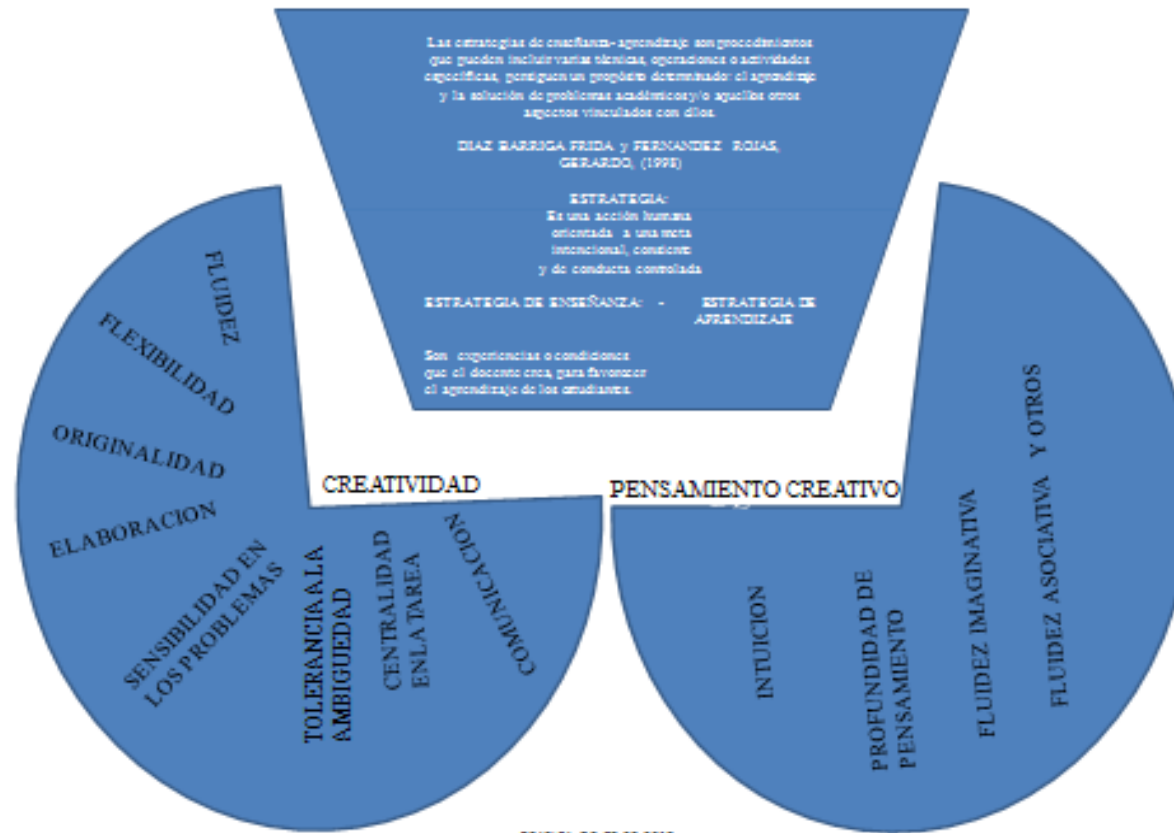 Las estrategias de enseñanza- aprendizaje son procedimientos
que pueden incluir varias técnicas, operaciones o actividades
específicas, persiguen un propósito determinado: el aprendizaje
y la solución de problemas académicos y/o aquellos otros
aspectos vinculados con ellos.
DIAZ BARRIGA FRIDA y FERNANDEZ ROJAS,
GERARDO, (1998)
ESTRATEGIA:
Es una acción humana
orientada a una meta
intencional, consiente
y de conducta controlada
ESTRATEGIA DE ENSEÑANZA: - ESTRATEGIA DE
APRENDIZAJE
Son experiencias o condiciones
que el docente crea, para favorecer
el aprendizaje de los estudiantes.
CREATIVIDAD
FLUIDEZ
FLEXIBILIDAD
ORIGINALIDAD
ELABORACION
SENSIBILIDAD EN
LOS PROBLEMAS
TOLERANCIA A LA
AMBIGUEDAD
CENTRALIDAD
EN LA TAREA
COMUNICACION
PENSAMIENTO CREATIVO
INTUICION
PROFUNDIDAD DE
PENSAMIENTO
FLUIDEZ IMAGINATIVA
FLUIDEZ ASOCIATIVA Y OTROS